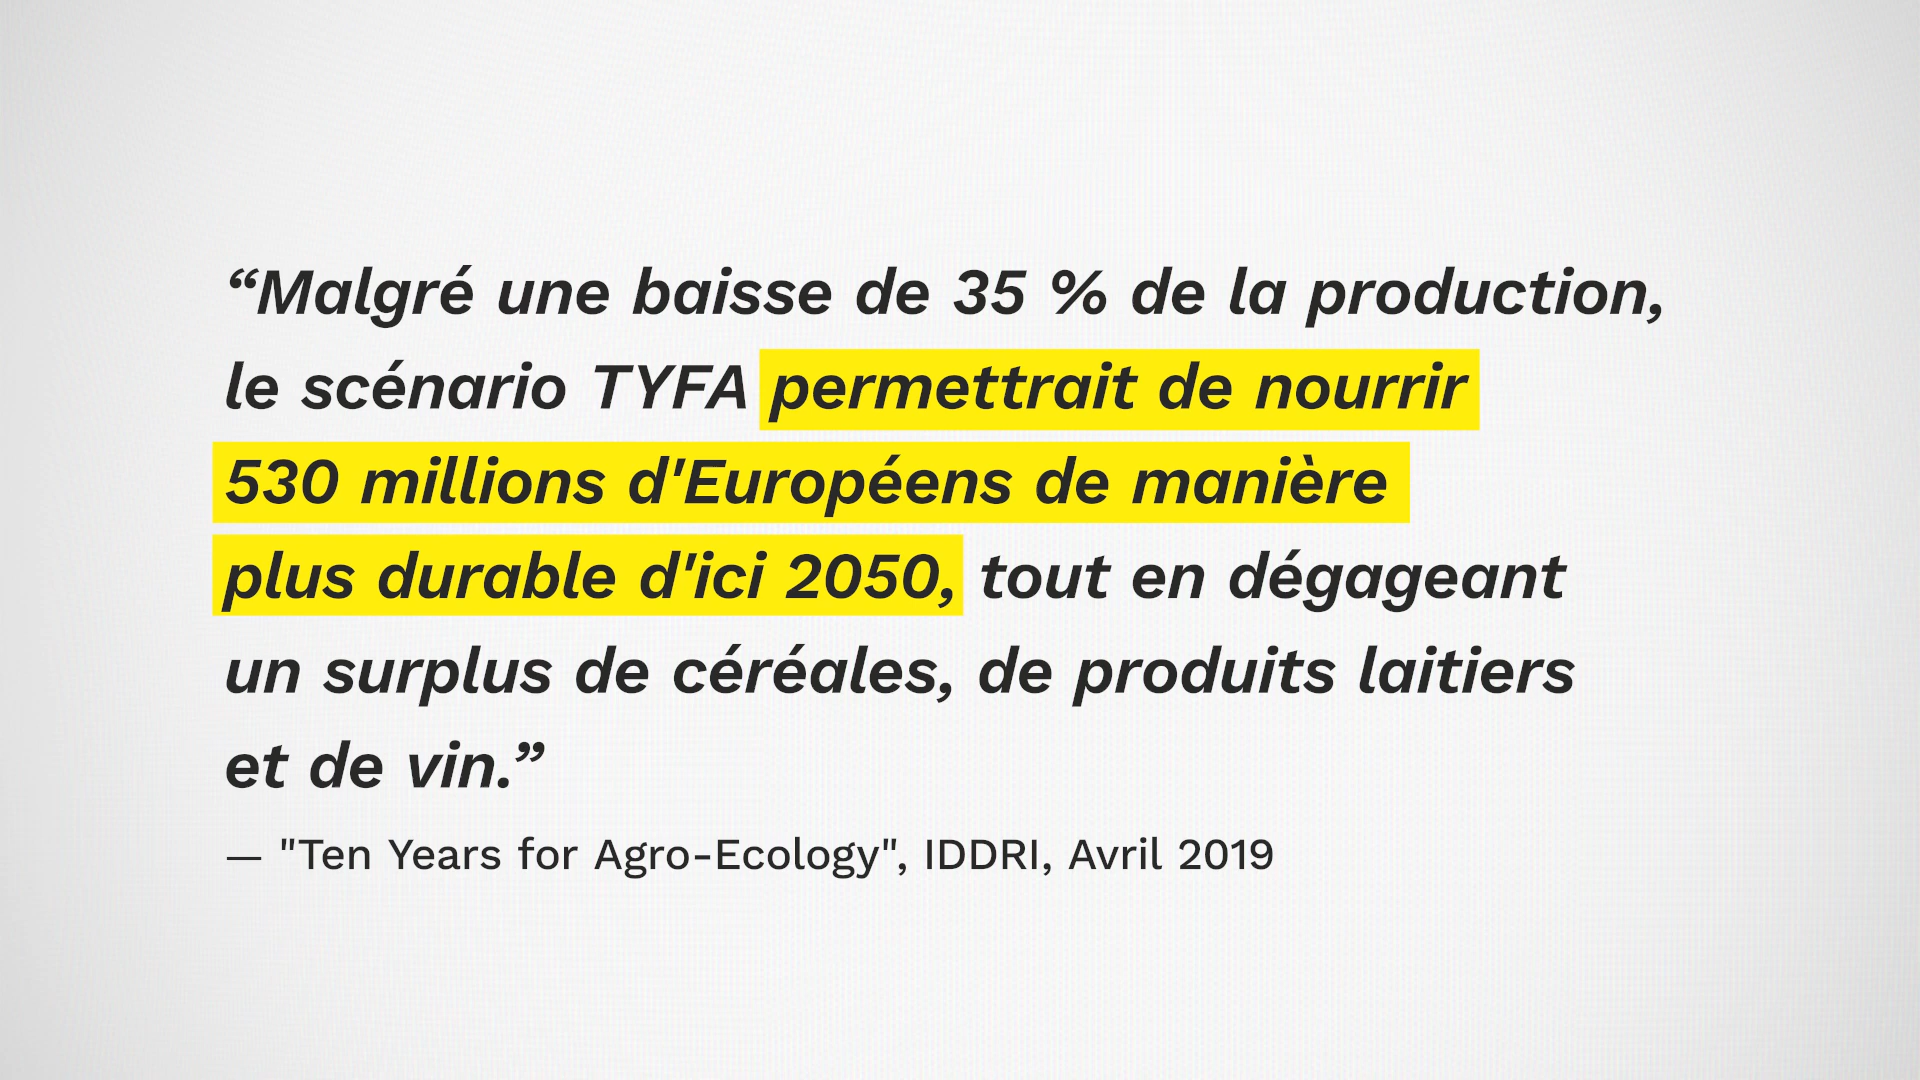 “Malgré une baisse de 35 % de la production,
le scénario TYFA permettrait de nourrir
530 millions d'Européens de manière
plus durable d'ici 2050, tout en dégageant
un surplus de céréales, de produits laitiers
et de vin.”
— "Ten Years for Agro-Ecology", IDDRI, Avril 2019